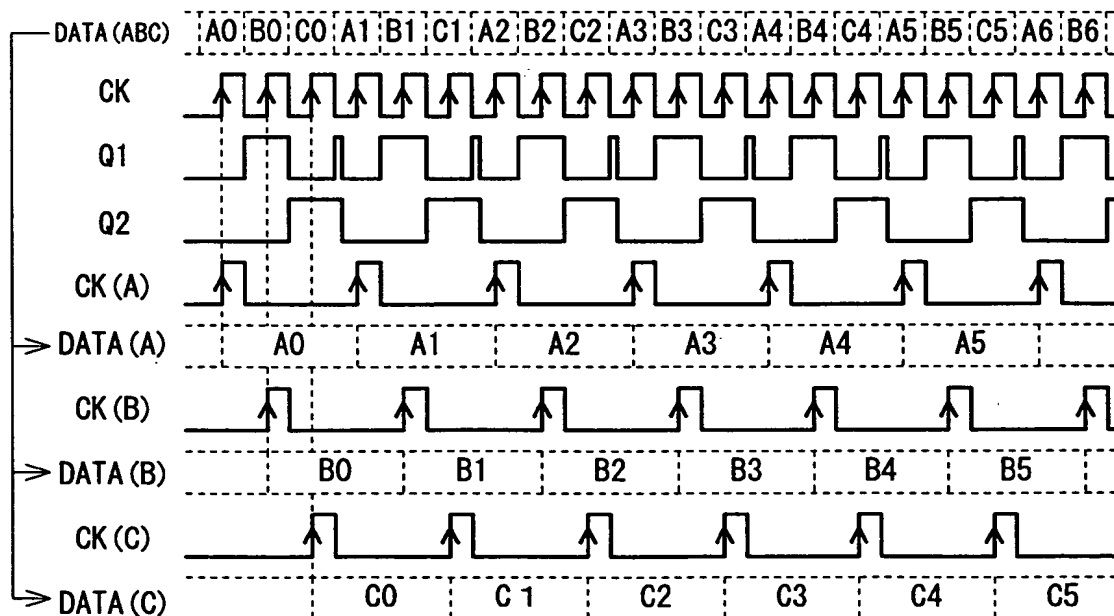 DATA(ABC) A0 B0 C0 A1 B1 C1 A2 B2 C2 A3 B3 C3 A4 B4 C4 A5 B5 C5 A6 B6
CK
Q1
Q2
CK(A)
DATA(A) A0 A1 A2 A3 A4 A5
CK(B)
DATA(B) B0 B1 B2 B3 B4 B5
CK(C)
DATA(C) C0 C 1 C2 C3 C4 C5